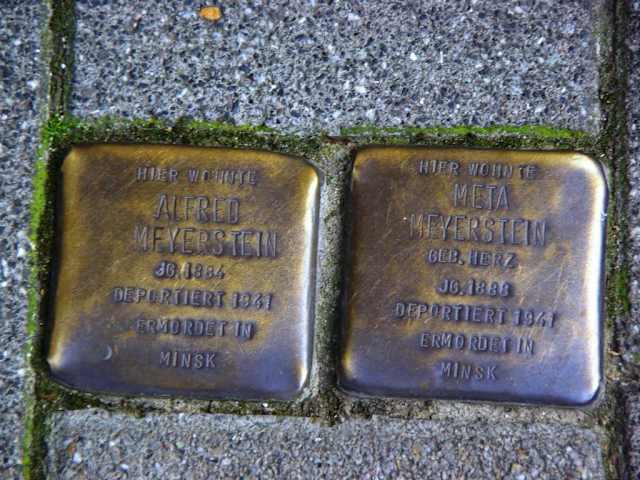 HIER WOHNTE
ALFRED
MEYERSTEIN
JG. 1884
DEPORTIERT 1941
ERMORDET IN
MINSK
HIER WOHNTE
META
MEYERSTEIN
GEB. HERZ
JG. 1888
DEPORTIERT 1941
ERMORDET IN
MINSK